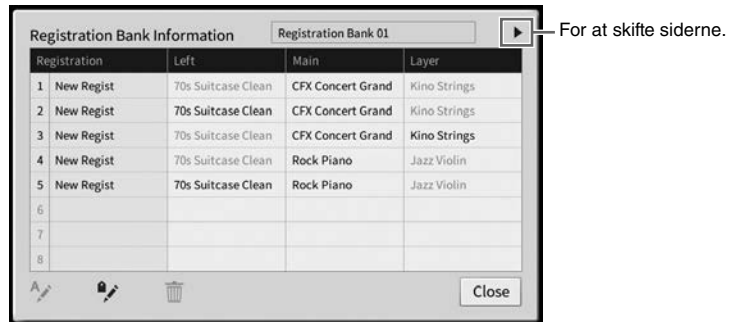 Registration Bank Information Registration Bank 01
For at skifte siderne.
Registration Left Main Layer
1 New Regist 70s Suitcase Clean CFX Concert Grand Kino Strings
2 New Regist 70s Suitcase Clean CFX Concert Grand Kino Strings
3 New Regist 70s Suitcase Clean CFX Concert Grand Kino Strings
4 New Regist 70s Suitcase Clean Rock Piano Jazz Violin
5 New Regist 70s Suitcase Clean Rock Piano Jazz Violin
6
7
8
A
Close